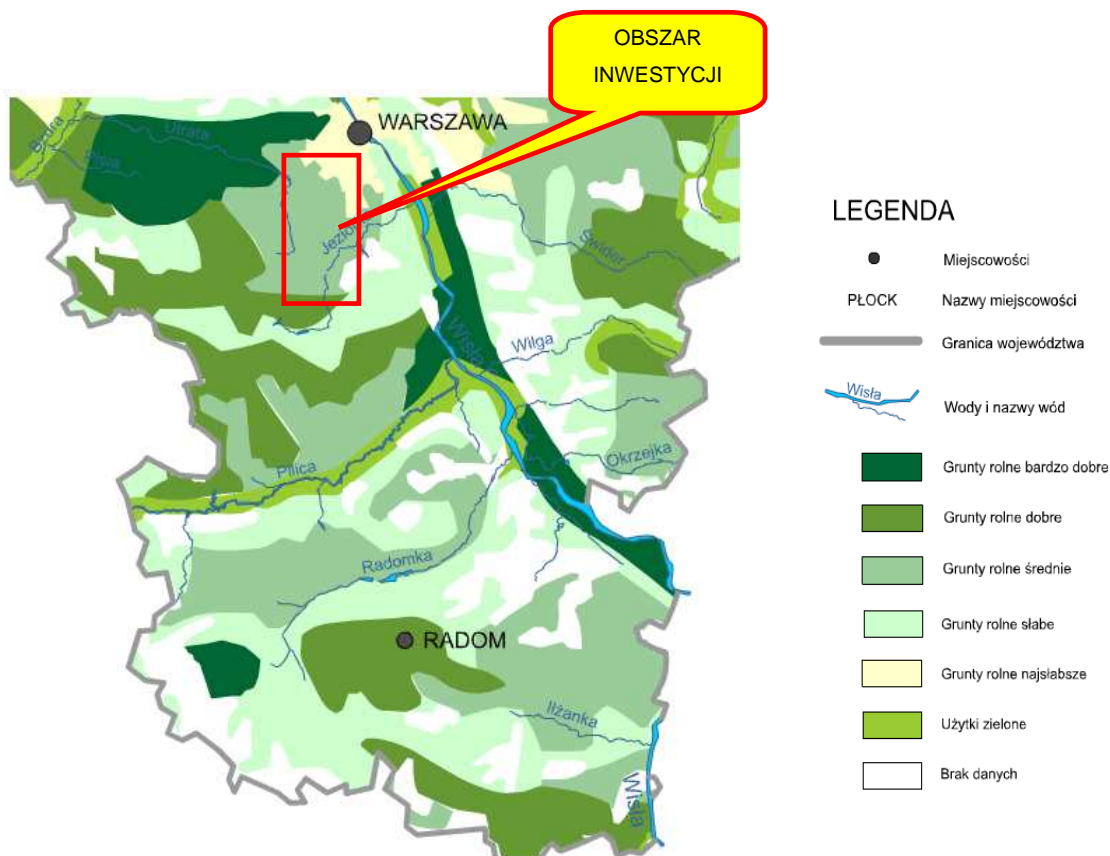 OBSZAR
INWESTYCJI
WARSZAWA
Utrata
Bzura
Pisia
Świder
Wisła
Wilga
Okrzejka
Pilica
Radomka
RADOM
Iłżanka
Wisła
LEGENDA
Miejscowości
PŁOCK Nazwy miejscowości
Granica województwa
Wisła Wody i nazwy wód
Grunty rolne bardzo dobre
Grunty rolne dobre
Grunty rolne średnie
Grunty rolne słabe
Grunty rolne najsłabsze
Użytki zielone
Brak danych